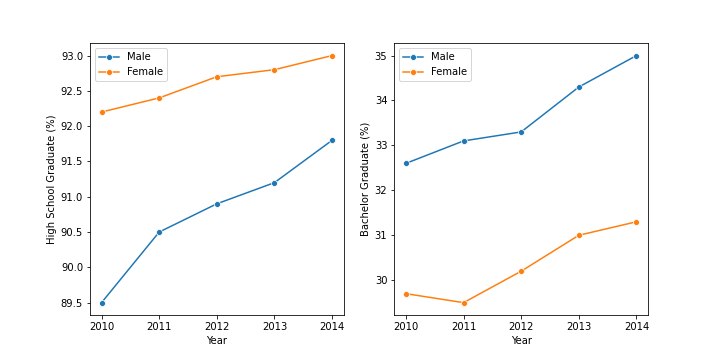 High School Graduate (%)
93.0
92.5
92.0
91.5
91.0
90.5
90.0
89.5
Male
Female
2010 2011 2012 2013 2014
Year
Bachelor Graduate (%)
35
34
33
32
31
30
Male
Female
2010 2011 2012 2013 2014
Year